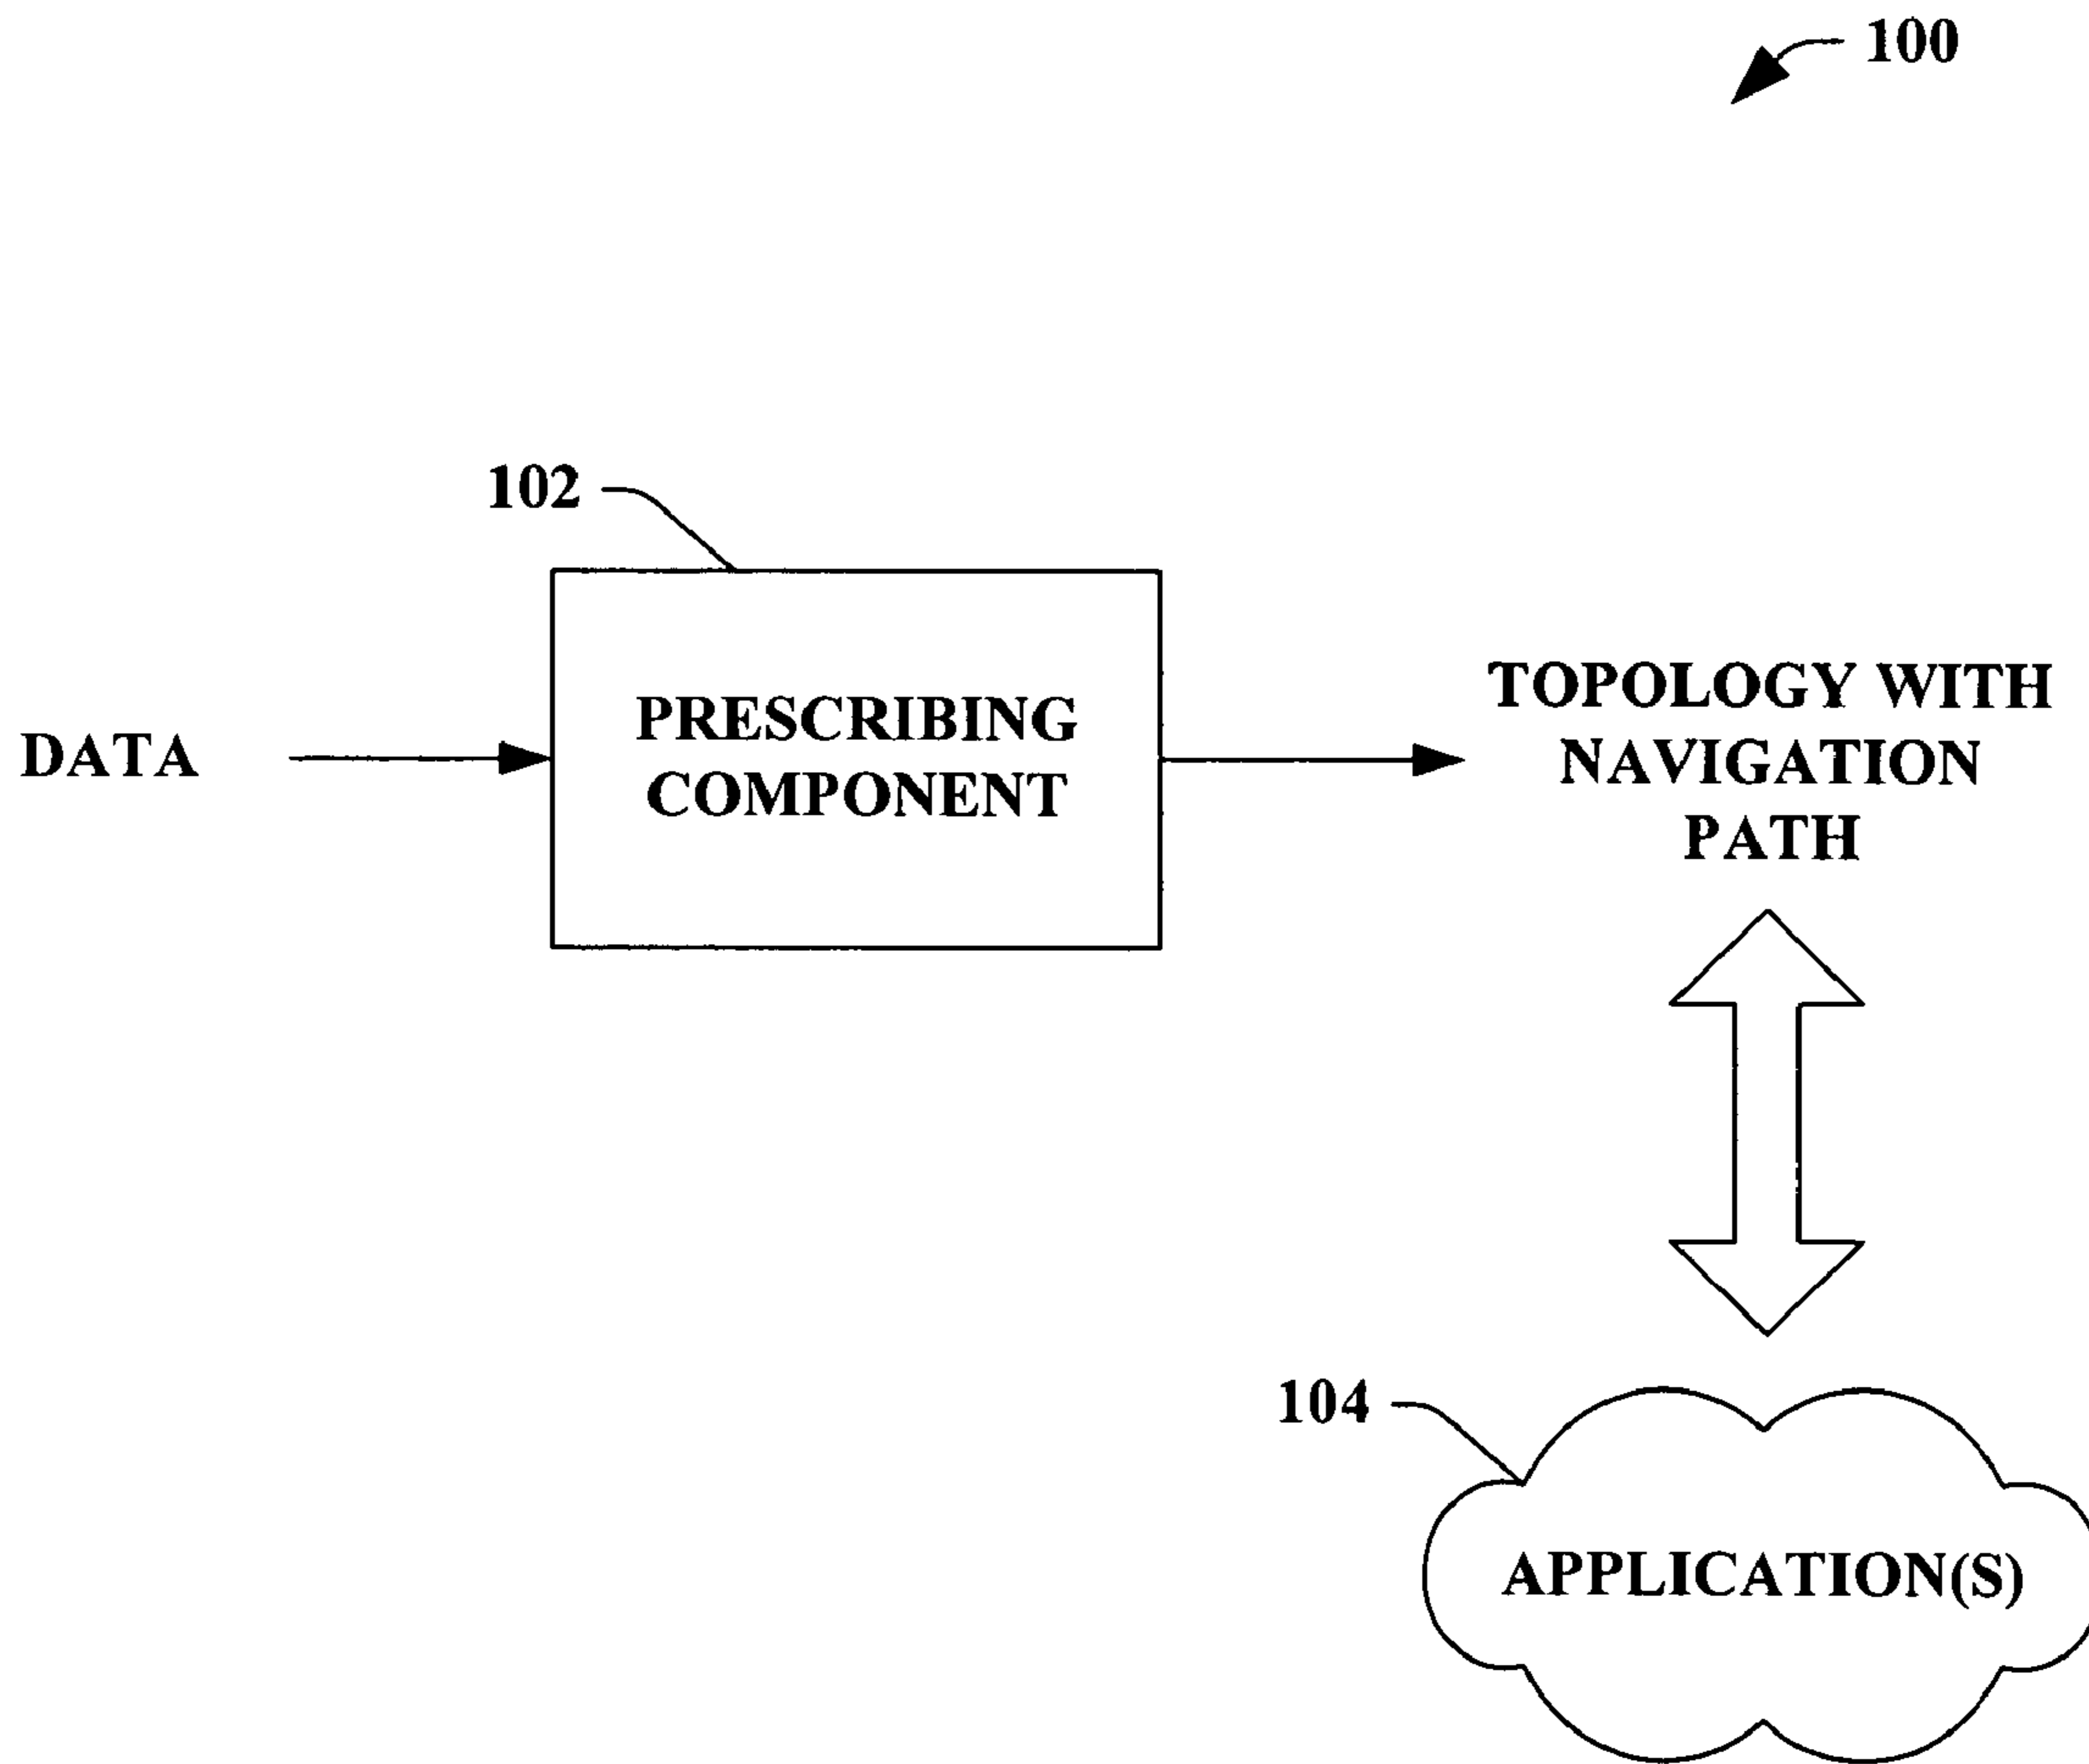 100
102
PRESCRIBING
COMPONENT
DATA
TOPOLOGY WITH
NAVIGATION
PATH
104
APPLICATION(S)